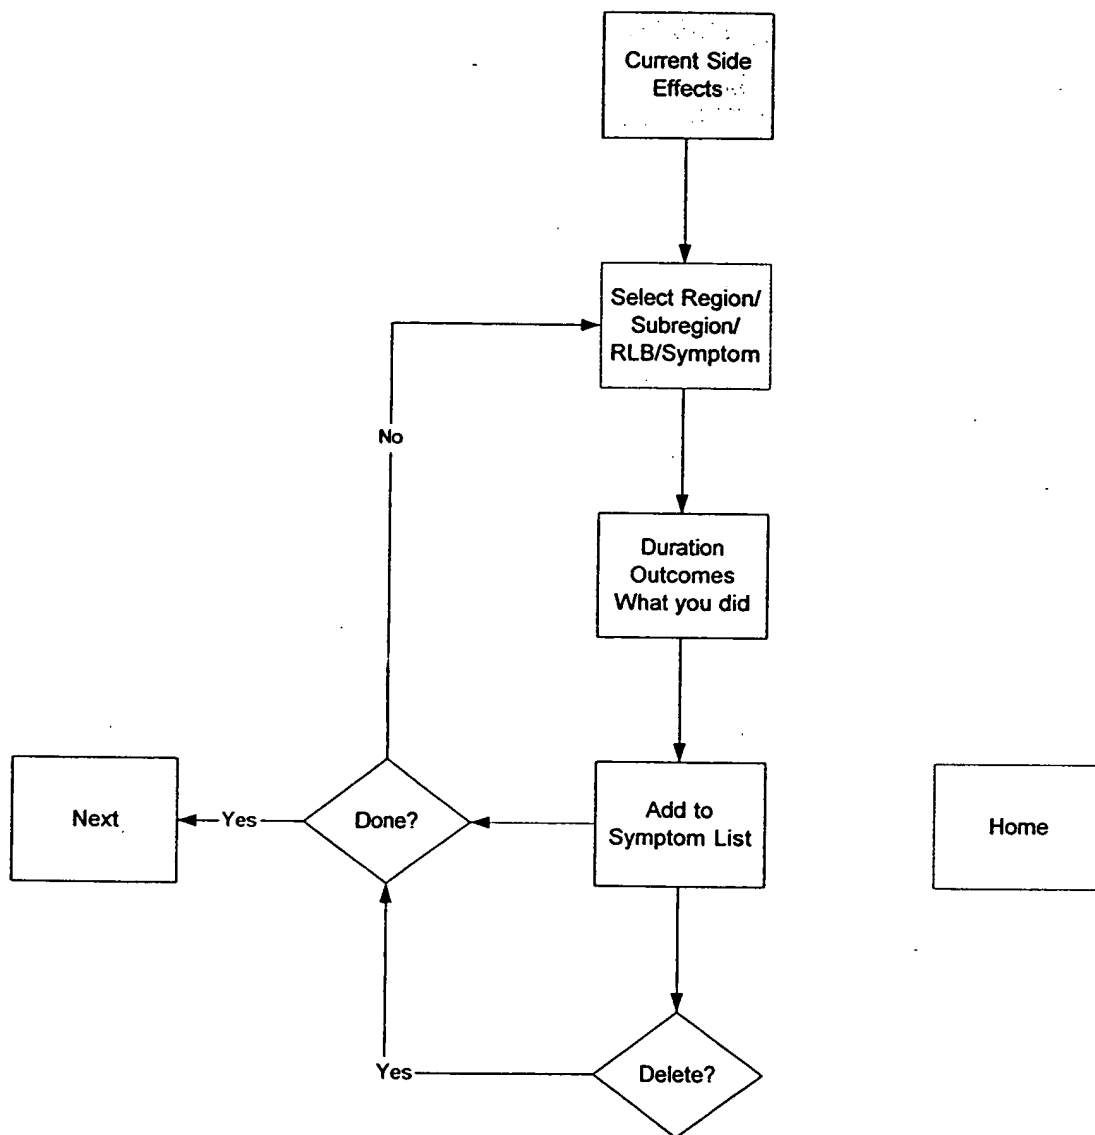 Current Side
Effects
Select Region/
Subregion/
RLB/Symptom
No
Duration
Outcomes
What you did
Next
Yes
Done?
Add to
Symptom List
Home
Yes
Delete?